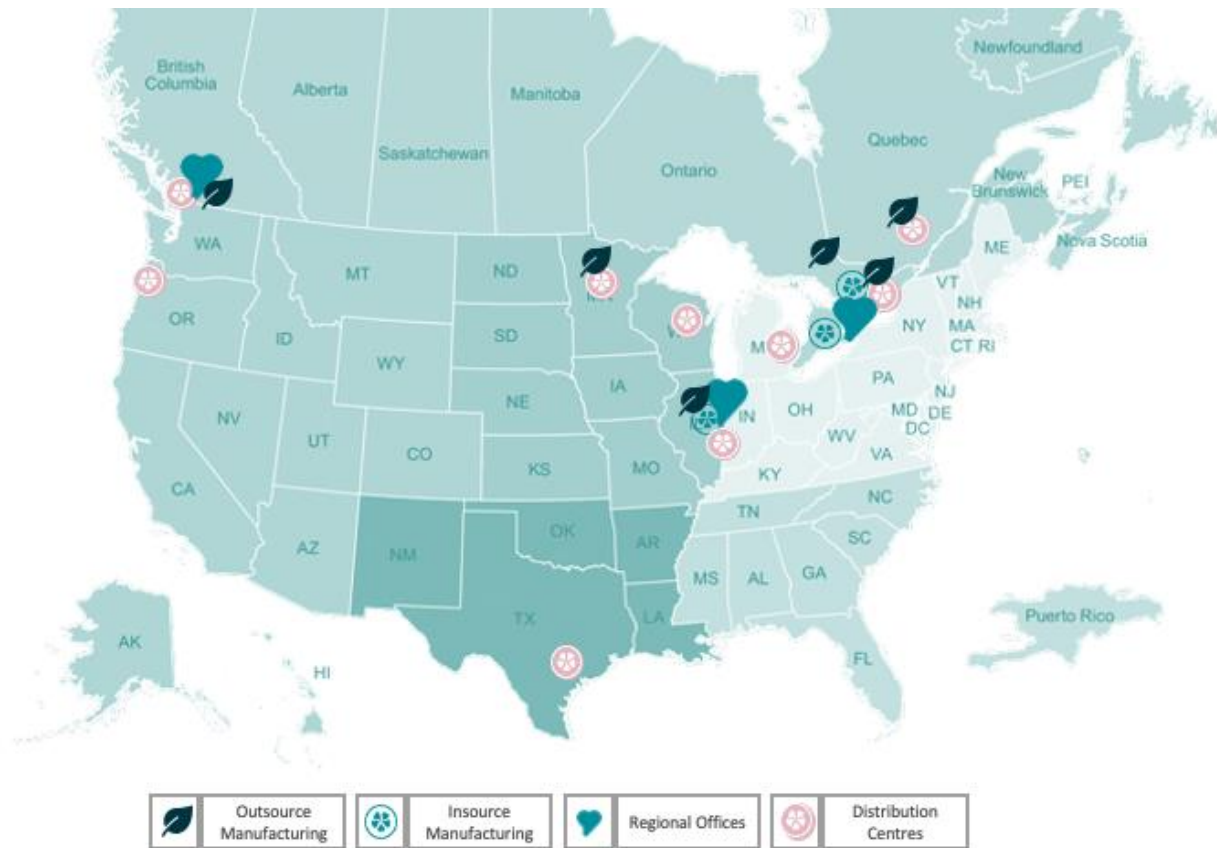 Newfoundland
British
Columbia
Alberta
Manitoba
Saskatchewan
Ontario
Quebec
New
Brunswick
PEI
Nova Scotia
WA
MT
ND
ME
VT
NH
OR
ID
SD
NY
MA
CT RI
WY
IA
PA
NE
NJ
NV
UT
CO
IN
OH
MD
DE
DC
WV
VA
KS
MO
KY
CA
NC
TN
AZ
NM
OK
AR
SC
MS
AL
GA
TX
LA
Puerto Rico
AK
HI
FL
Outsource
Manufacturing
Insource
Manufacturing
Regional Offices
Distribution
Centres